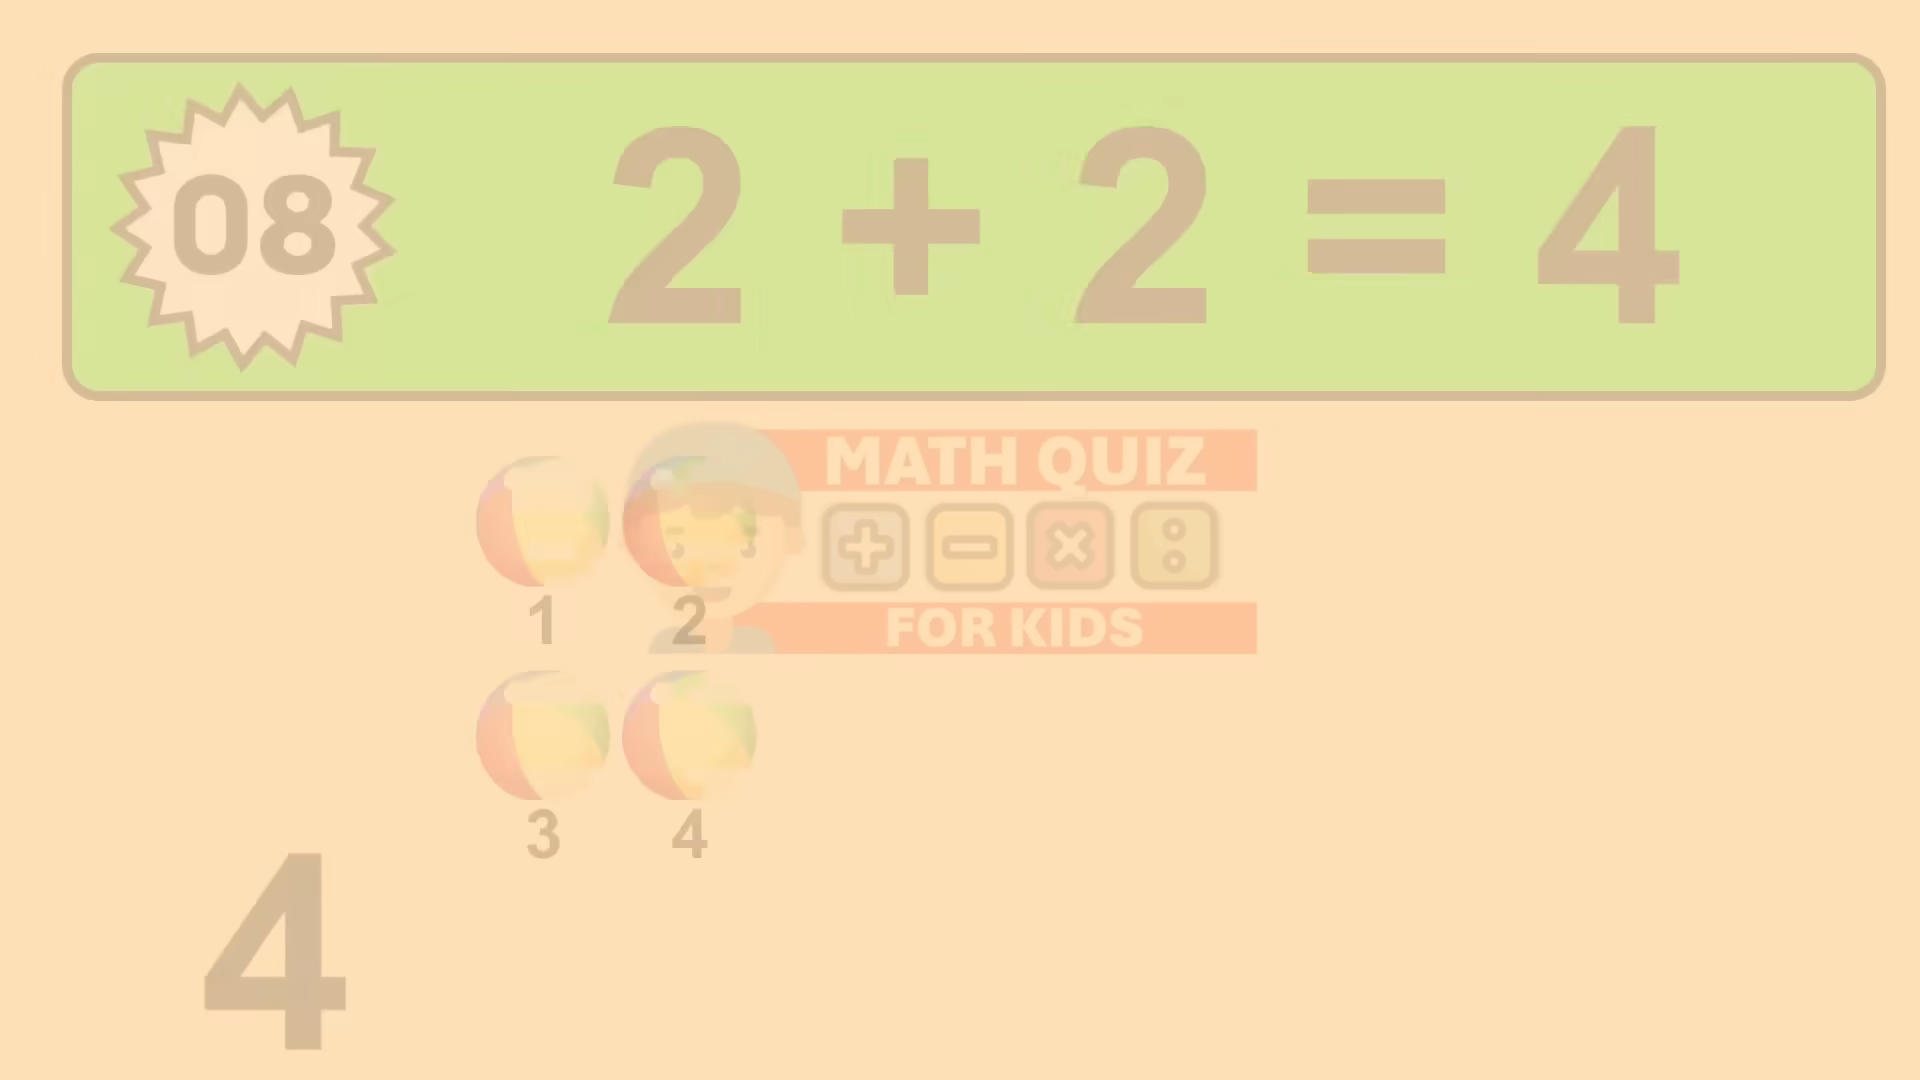 08 2 + 2 = 4
MATH QUIZ
+ − × :
FOR KIDS
1 2
3 4
4